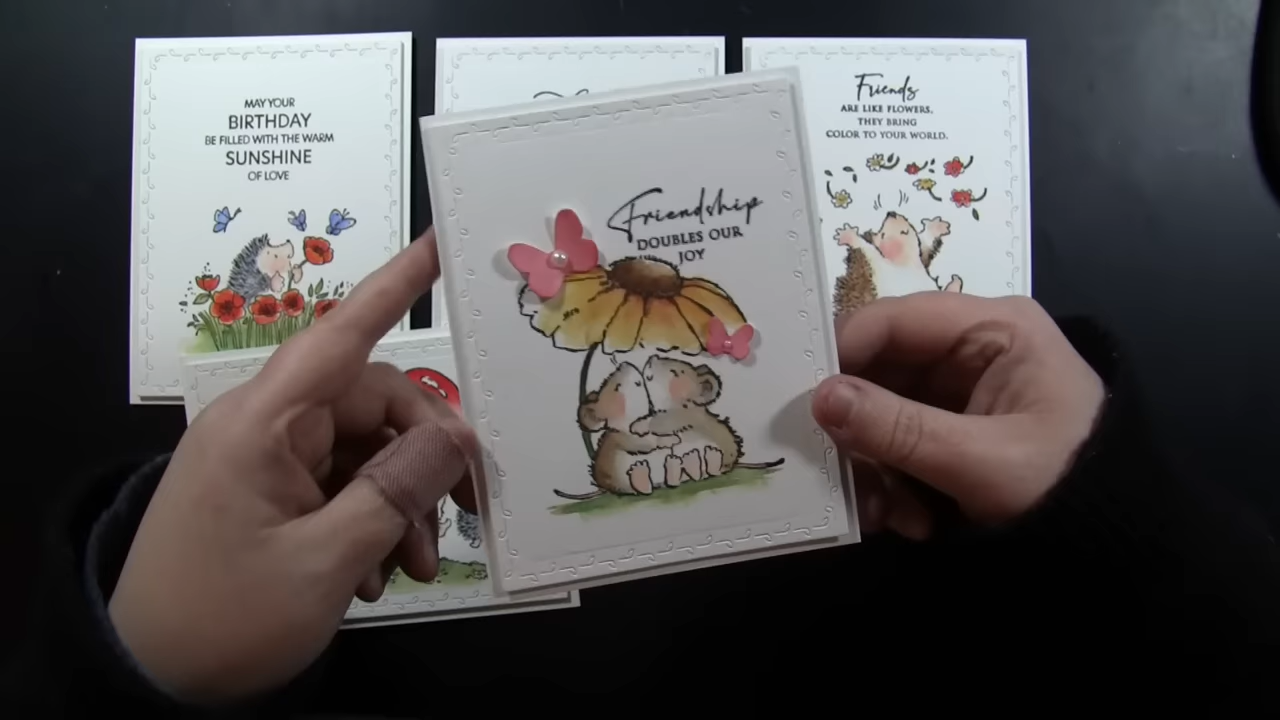 MAY YOUR
BIRTHDAY
BE FILLED WITH THE WARM
SUNSHINE
OF LOVE
Friendship
DOUBLES OUR
JOY
Friends
ARE LIKE FLOWERS,
THEY BRING
COLOR TO YOUR WORLD.